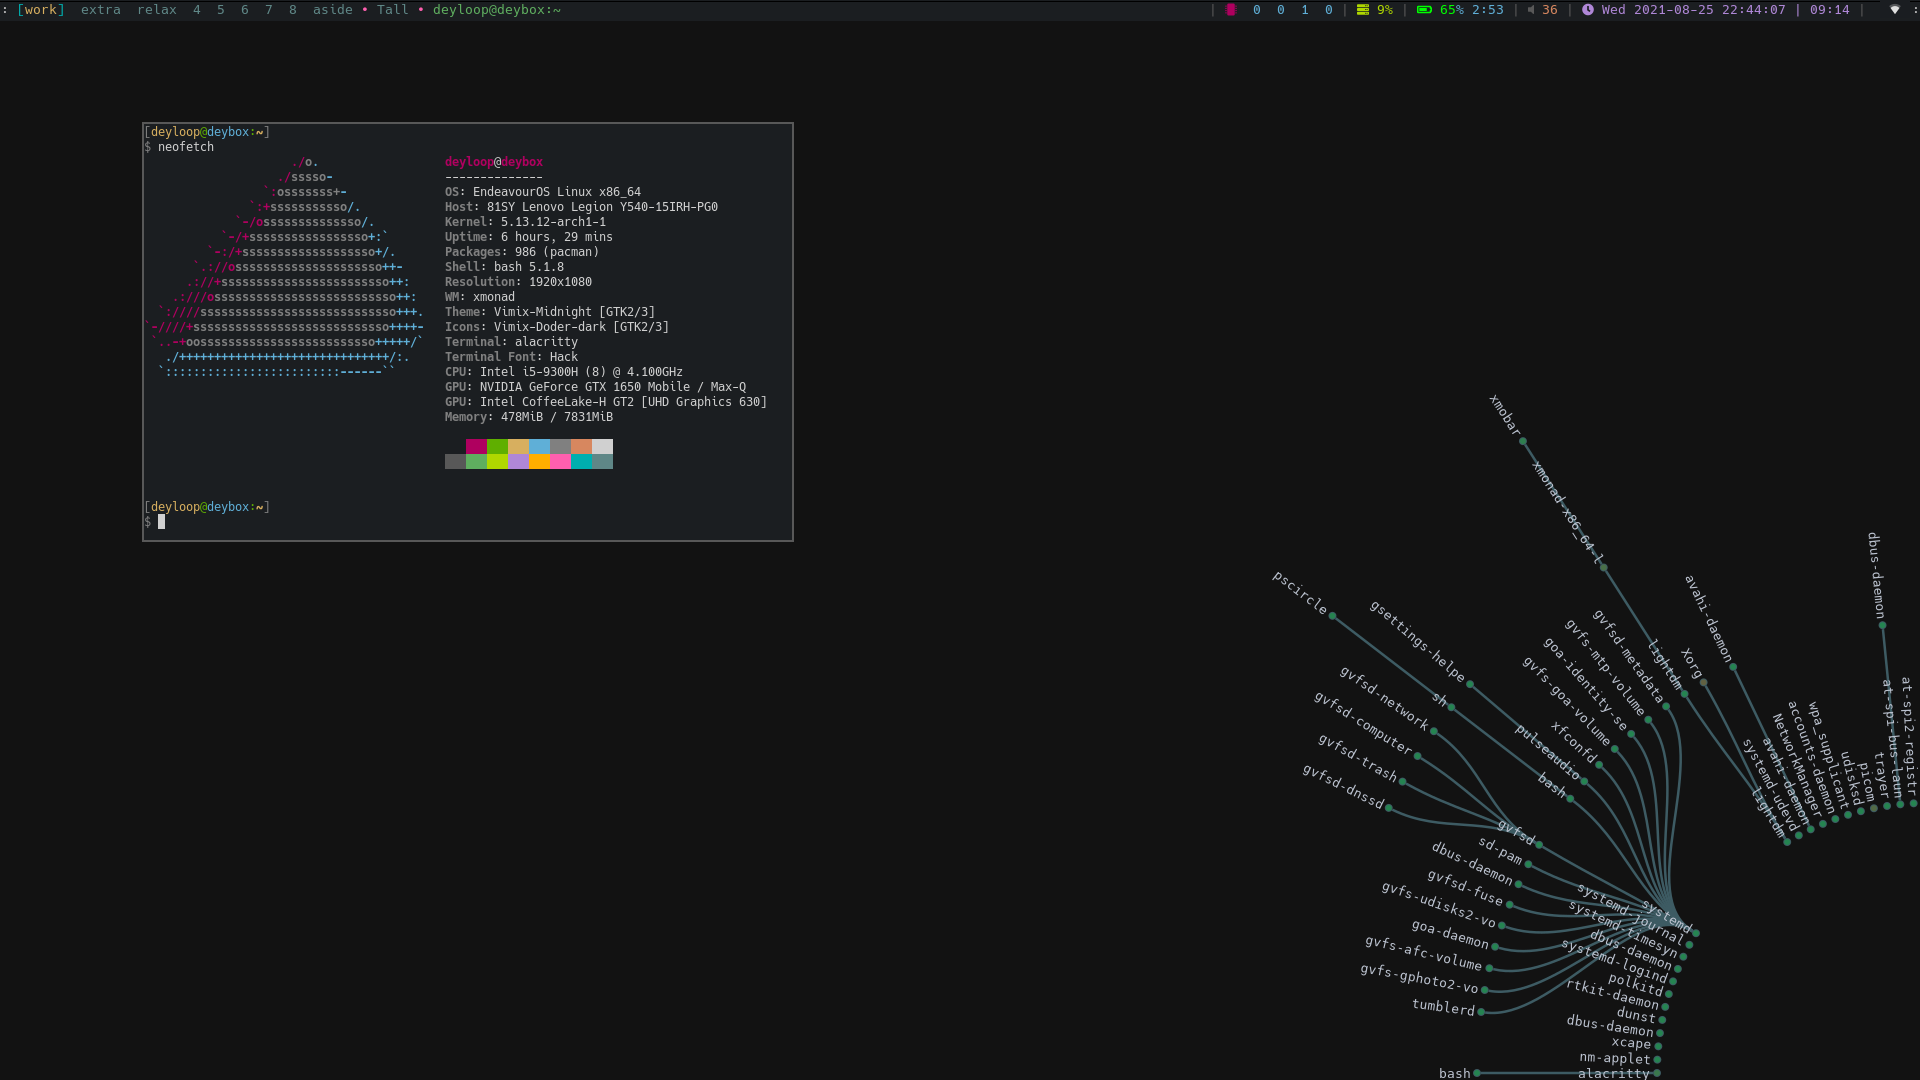 : [work]  extra  relax  4  5  6  7  8  aside • Tall • deyloop@deybox:~
|  0  0  1  0 | 9% | 65% 2:53 | 36 | Wed 2021-08-25 22:44:07 | 09:14 | :
[deyloop@deybox:~]
$ neofetch
./o.
./sssso-
`:osssssss+-
`:+sssssssssso/.
`-/ossssssssssssso/.
`-/+sssssssssssssssso+:`
`-:/+sssssssssssssssssso+/.
`.://osssssssssssssssssssso++-
.://+ssssssssssssssssssssssso++:
.:///ossssssssssssssssssssssssso++:
`:////ssssssssssssssssssssssssssso+++.
`-////+ssssssssssssssssssssssssssso++++-
`..-+oosssssssssssssssssssssssso+++++/`
./++++++++++++++++++++++++++++++/:.
`:::::::::::::::::::::::::------``
deyloop@deybox
--------------
OS: EndeavourOS Linux x86_64
Host: 81SY Lenovo Legion Y540-15IRH-PG0
Kernel: 5.13.12-arch1-1
Uptime: 6 hours, 29 mins
Packages: 986 (pacman)
Shell: bash 5.1.8
Resolution: 1920x1080
WM: xmonad
Theme: Vimix-Midnight [GTK2/3]
Icons: Vimix-Doder-dark [GTK2/3]
Terminal: alacritty
Terminal Font: Hack
CPU: Intel i5-9300H (8) @ 4.100GHz
GPU: NVIDIA GeForce GTX 1650 Mobile / Max-Q
GPU: Intel CoffeeLake-H GT2 [UHD Graphics 630]
Memory: 478MiB / 7831MiB
[deyloop@deybox:~]
$
xmobar
xmonad-x86_64-l
dbus-daemon
avahi-daemon
pscircle
gsettings-helpe
gvfsd-metadata
gvfs-mtp-volume
goa-identity-se
gvfs-goa-volume
xfconfd
pulseaudio
lightdm
Xorg
sh
bash
gvfsd-network
gvfsd-computer
gvfsd-trash
gvfsd-dnssd
gvfsd
sd-pam
dbus-daemon
gvfsd-fuse
gvfs-udisks2-vo
goa-daemon
gvfs-afc-volume
gvfs-gphoto2-vo
tumblerd
at-spi2-registr
at-spi-bus-laun
trayer
picom
udisksd
wpa_supplicant
accounts-daemon
NetworkManager
avahi-daemon
systemd-udevd
lightdm
systemd
systemd-journal
systemd-timesyn
dbus-daemon
systemd-logind
polkitd
rtkit-daemon
dunst
dbus-daemon
xcape
nm-applet
bash
alacritty